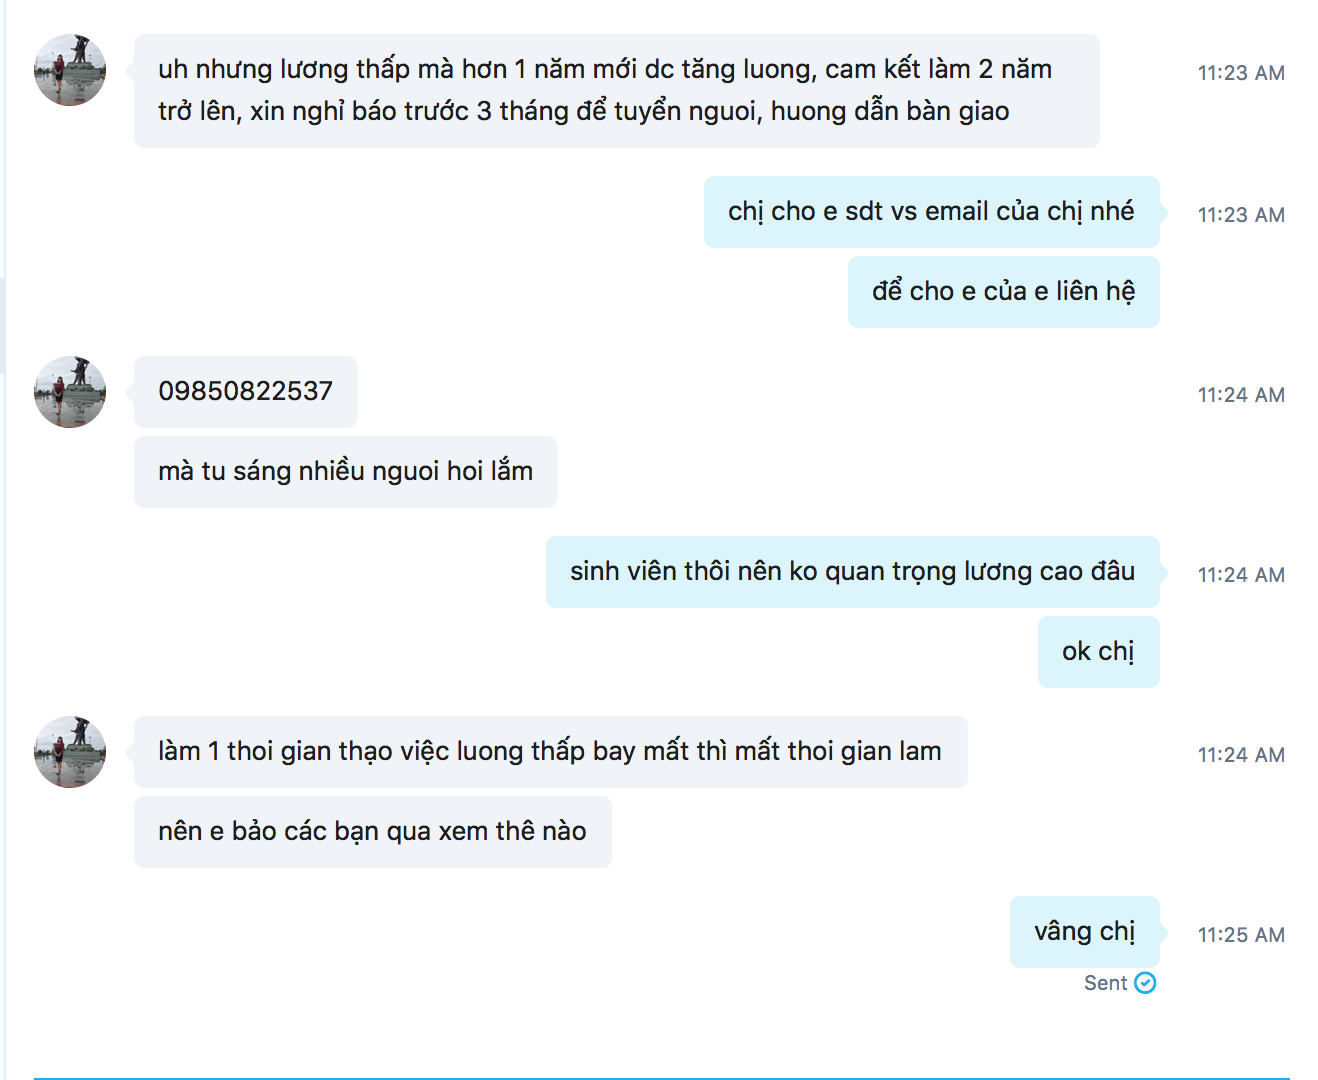 uh nhưng lương thấp mà hơn 1 năm mới dc tăng luong, cam kết làm 2 năm
trở lên, xin nghỉ báo trước 3 tháng để tuyển nguoi, huong dẫn bàn giao
11:23 AM
chị cho e sdt vs email của chị nhé
11:23 AM
để cho e của e liên hệ
09850822537
11:24 AM
mà tu sáng nhiều nguoi hoi lắm
sinh viên thôi nên ko quan trọng lương cao đâu
11:24 AM
ok chị
làm 1 thoi gian thạo việc luong thấp bay mất thì mất thoi gian lam
11:24 AM
nên e bảo các bạn qua xem thê nào
vâng chị
11:25 AM
Sent